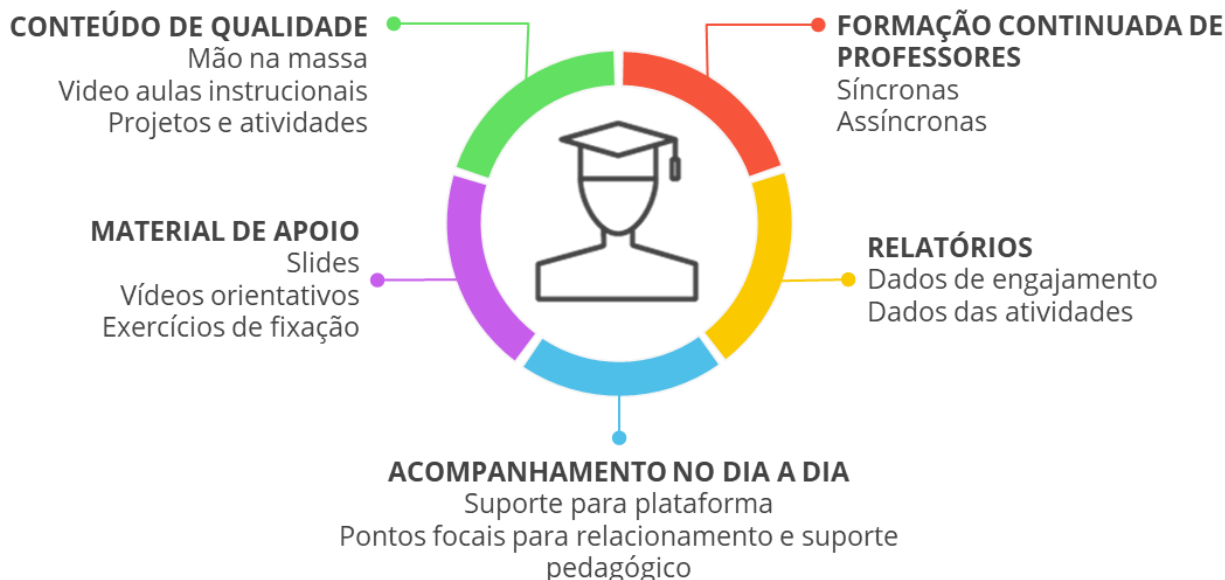 CONTEÚDO DE QUALIDADE
Mão na massa
Video aulas instrucionais
Projetos e atividades
FORMAÇÃO CONTINUADA DE
PROFESSORES
Síncronas
Assíncronas
MATERIAL DE APOIO
Slides
Vídeos orientativos
Exercícios de fixação
RELATÓRIOS
Dados de engajamento
Dados das atividades
ACOMPANHAMENTO NO DIA A DIA
Suporte para plataforma
Pontos focais para relacionamento e suporte
pedagógico